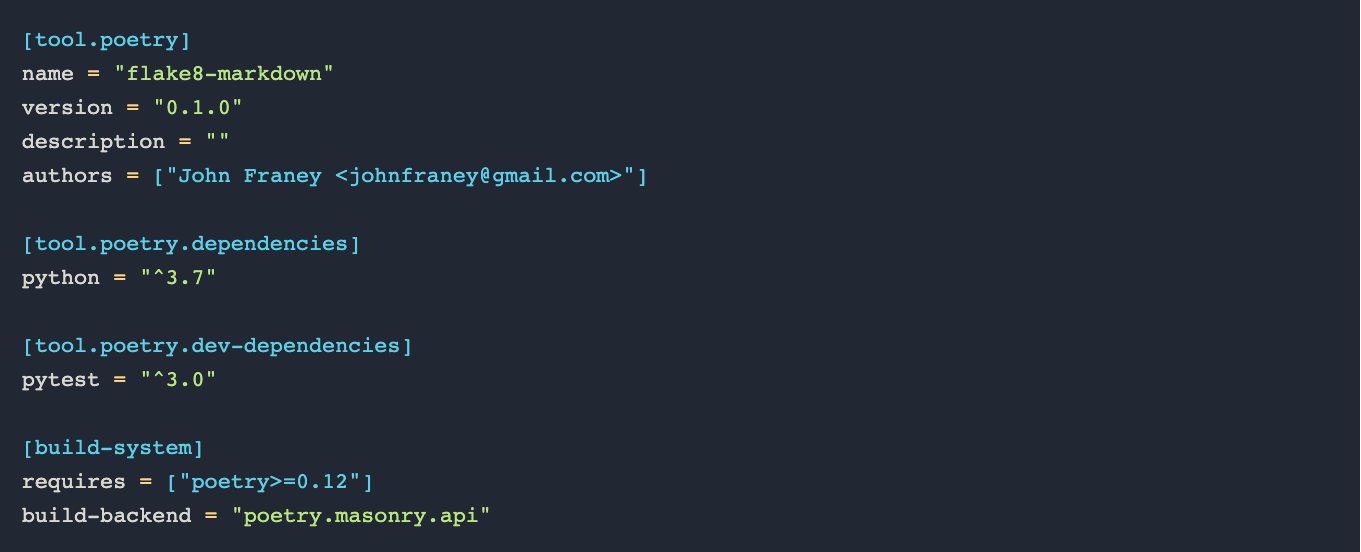 [tool.poetry]
name = "flake8-markdown"
version = "0.1.0"
description = ""
authors = ["John Franey <johnfraney@gmail.com>"]
[tool.poetry.dependencies]
python = "^3.7"
[tool.poetry.dev-dependencies]
pytest = "^3.0"
[build-system]
requires = ["poetry>=0.12"]
build-backend = "poetry.masonry.api"